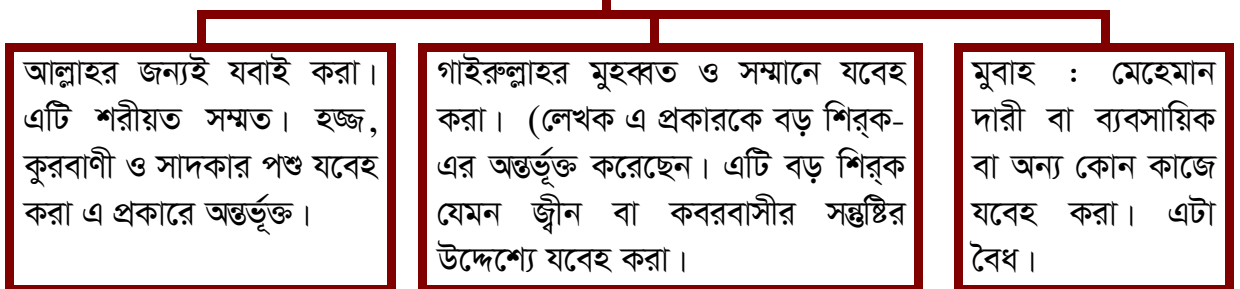 আল্লাহর জন্যই যবাই করা।
এটি শরীয়ত সম্মত। হজ্জ,
কুরবাণী ও সাদকার পশু যবেহ
করা এ প্রকারে অন্তর্ভূক্ত।
গাইরুল্লাহর মুহব্বত ও সম্মানে যবেহ
করা। (লেখক এ প্রকারকে বড় শির্ক-
এর অন্তর্ভূক্ত করেছেন। এটি বড় শির্ক
যেমন জ্বীন বা কবরবাসীর সন্তুষ্টির
উদ্দেশ্যে যবেহ করা।
মুবাহ : মেহেমান
দারী বা ব্যবসায়িক
বা অন্য কোন কাজে
যবেহ করা। এটা
বৈধ।